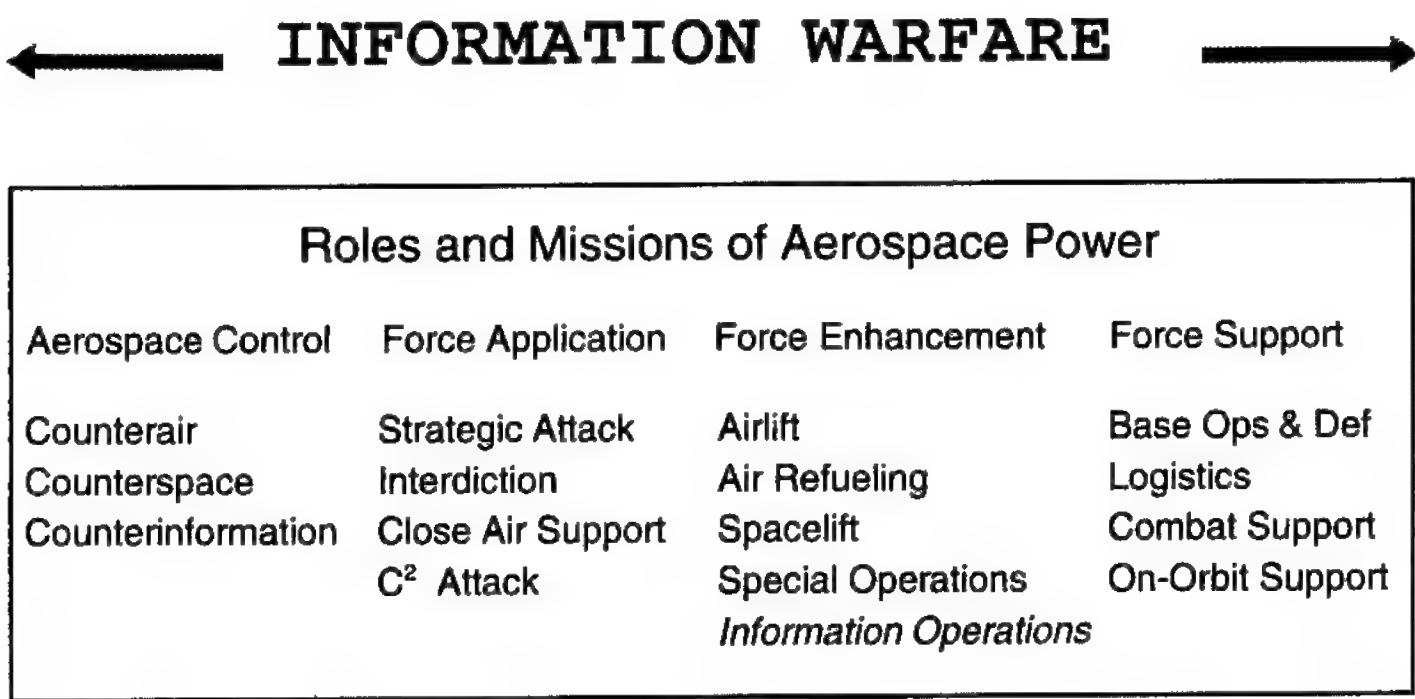 INFORMATION WARFARE
Roles and Missions of Aerospace Power
Aerospace Control Force Application Force Enhancement Force Support
Counterair Strategic Attack Airlift Base Ops & Def
Counterspace Interdiction Air Refueling Logistics
Counterinformation Close Air Support Spacelift Combat Support
C² Attack Special Operations On-Orbit Support
Information Operations